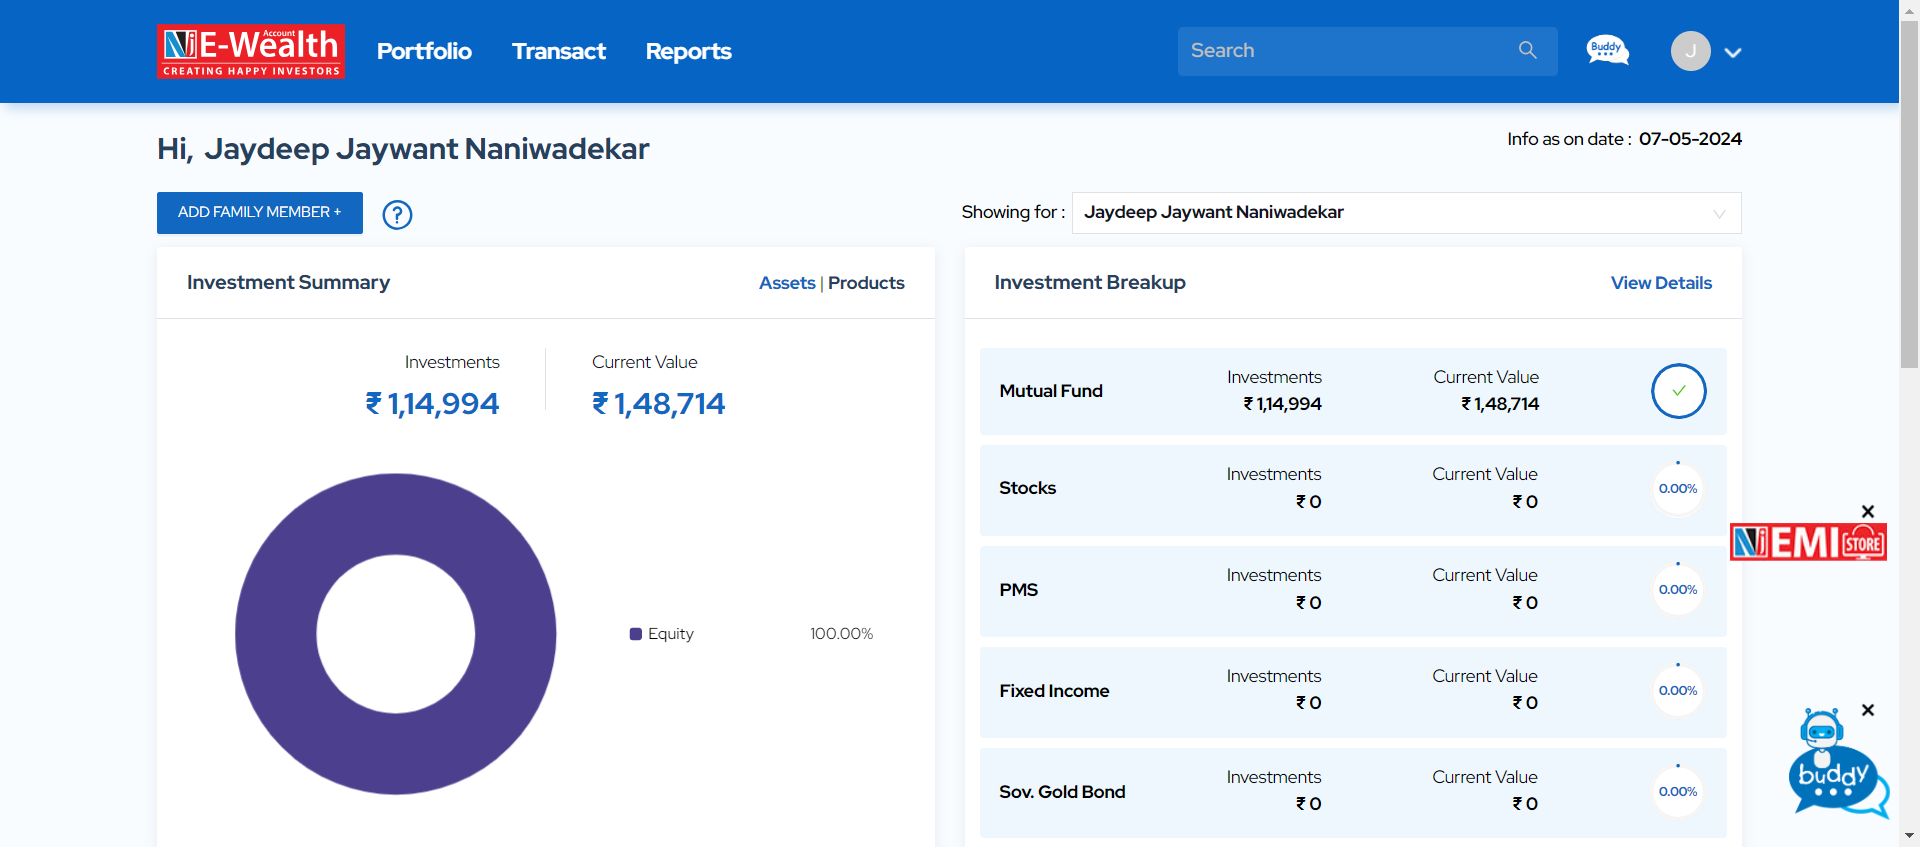 Ni E-Wealth Account
CREATING HAPPY INVESTORS
Portfolio
Transact
Reports
Search
Buddy
J
Hi, Jaydeep Jaywant Naniwadekar
Info as on date : 07-05-2024
ADD FAMILY MEMBER +
?
Showing for : Jaydeep Jaywant Naniwadekar
Investment Summary
Assets | Products
Investments
₹ 1,14,994
Current Value
₹ 1,48,714
Equity 100.00%
Investment Breakup
View Details
Mutual Fund
Investments
₹ 1,14,994
Current Value
₹ 1,48,714
Stocks
Investments
₹ 0
Current Value
₹ 0
0.00%
PMS
Investments
₹ 0
Current Value
₹ 0
0.00%
Fixed Income
Investments
₹ 0
Current Value
₹ 0
0.00%
Sov. Gold Bond
Investments
₹ 0
Current Value
₹ 0
0.00%
Ni EMI STORE
buddy